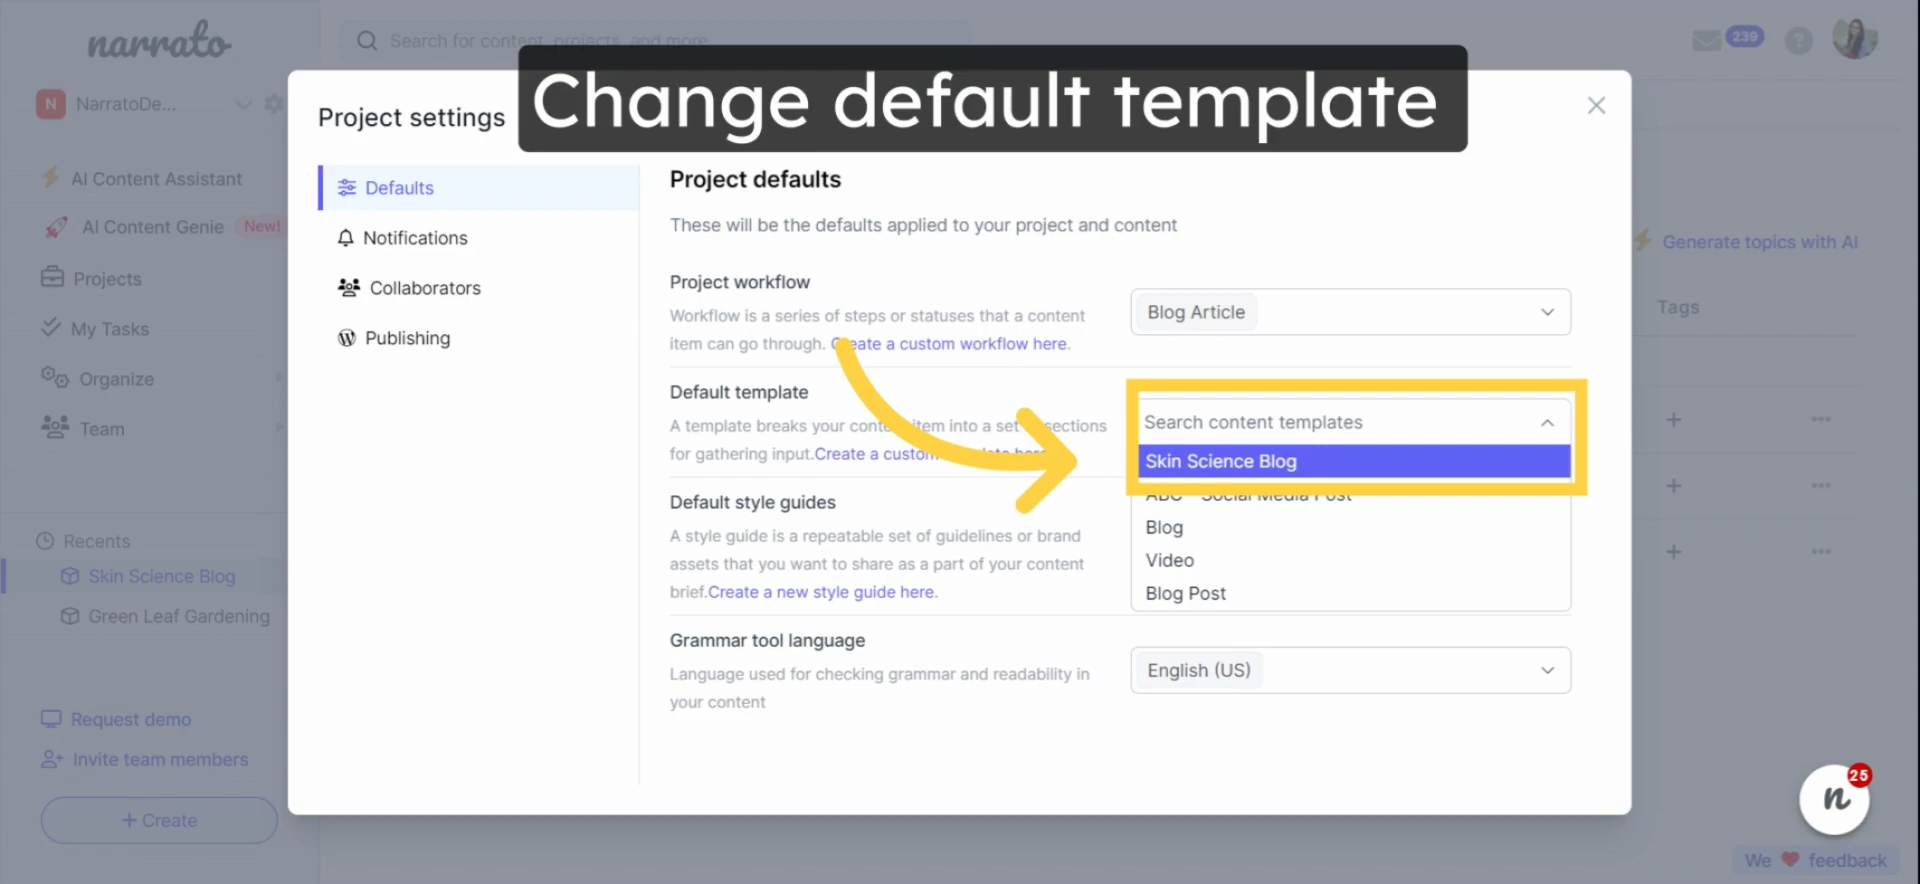 narrato
Search for content, projects, and more
239
?
N NarratoDe...
Change default template
Project settings
AI Content Assistant
AI Content Genie New!
Projects
My Tasks
Organize
Team
Recents
Skin Science Blog
Green Leaf Gardening
Request demo
Invite team members
+ Create
Defaults
Notifications
Collaborators
Publishing
Project defaults
These will be the defaults applied to your project and content
Project workflow
Workflow is a series of steps or statuses that a content
item can go through. Create a custom workflow here.
Blog Article
Default template
A template breaks your content item into a set sections
for gathering input.Create a custom here
Search content templates
Skin Science Blog
ABC - Social Media Post
Blog
Video
Blog Post
Default style guides
A style guide is a repeatable set of guidelines or brand
assets that you want to share as a part of your content
brief.Create a new style guide here.
Grammar tool language
Language used for checking grammar and readability in
your content
English (US)
Generate topics with AI
Tags
n 25
We ❤ feedback